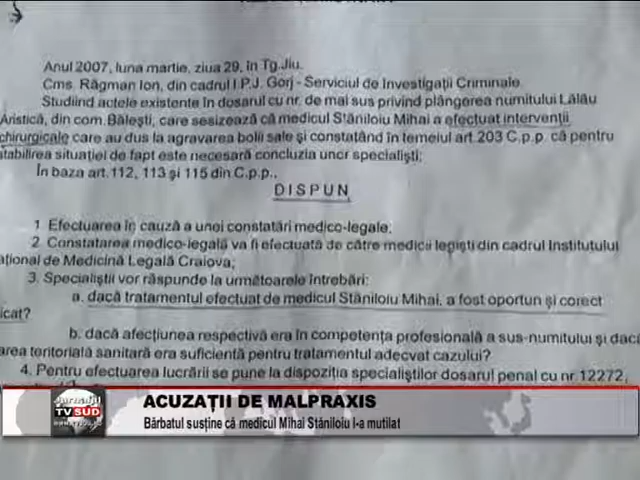 Anul 2007, luna martie, ziua 29, în Tg.Jiu.
Cms. Răgman Ion, din cadrul I.P.J. Gorj - Serviciul de Investigații Criminale
Studiind actele existente în dosarul cu nr. de mai sus privind plângerea numitului Lălău
Aristică, din com.Bălești, care sesizează că medicul Stăniloiu Mihai a efectuat intervenții
chirurgicale care au dus la agravarea bolii sale și constatând în temeiul art.203 C.p.p. că pentru
stabilirea situației de fapt este necesară concluzia unor specialiști;
În baza art.112, 113 și 115 din C.p.p.,
DISPUN
1 Efectuarea în cauză a unei constatări medico-legale;
2. Constatarea medico-legală va fi efectuată de către medicii legiști din cadrul Institutului
ațional de Medicină Legală Craiova;
3. Specialiștii vor răspunde la următoarele întrebări:
a. dacă tratamentul efectuat de medicul Stăniloiu Mihai, a fost oportun și corect
icat?
b. dacă afecțiunea respectivă era în competența profesională a sus-numitului și dacă
area teritorială sanitară era suficientă pentru tratamentul adecvat cazului?
4. Pentru efectuarea lucrării se pune la dispoziția specialiștilor dosarul penal cu nr.12272,
Jurnalul
TV SUD
ACUZAȚII DE MALPRAXIS
Bărbatul susține că medicul Mihai Stăniloiu l-a mutilat